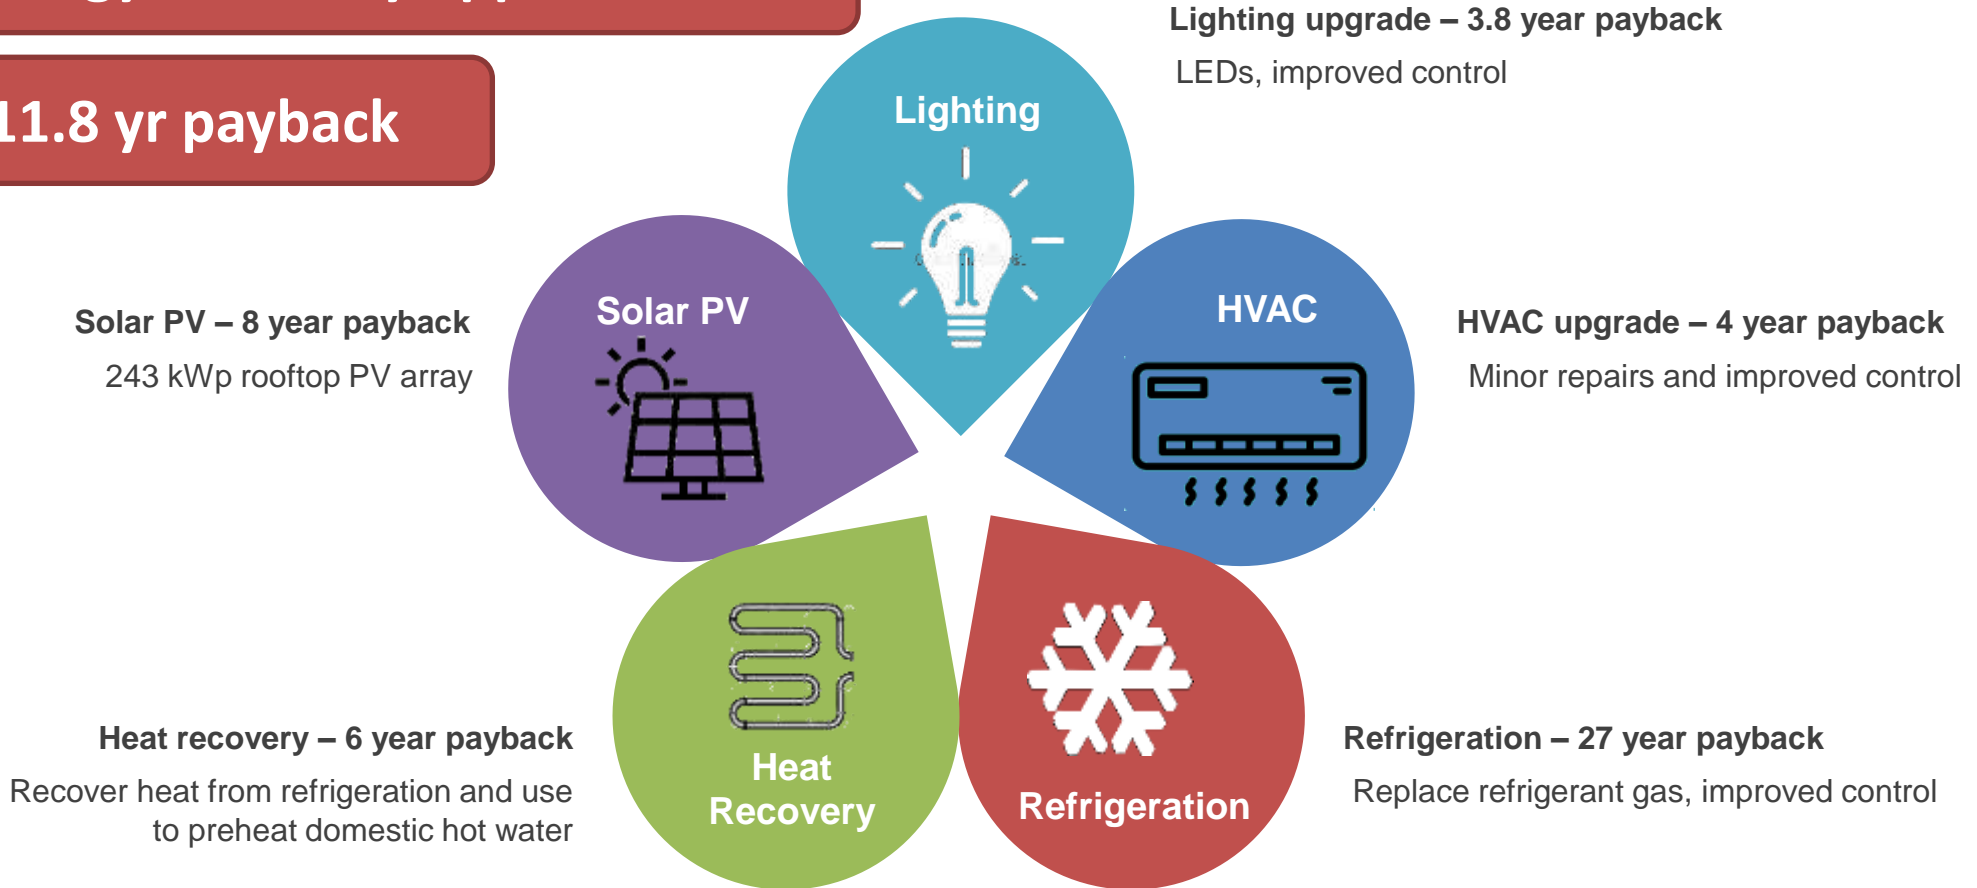 11.8 yr payback
Lighting upgrade – 3.8 year payback
LEDs, improved control
Lighting
Solar PV
HVAC
Solar PV – 8 year payback
243 kWp rooftop PV array
HVAC upgrade – 4 year payback
Minor repairs and improved control
Heat recovery – 6 year payback
Recover heat from refrigeration and use
to preheat domestic hot water
Heat
Recovery
Refrigeration
Refrigeration – 27 year payback
Replace refrigerant gas, improved control